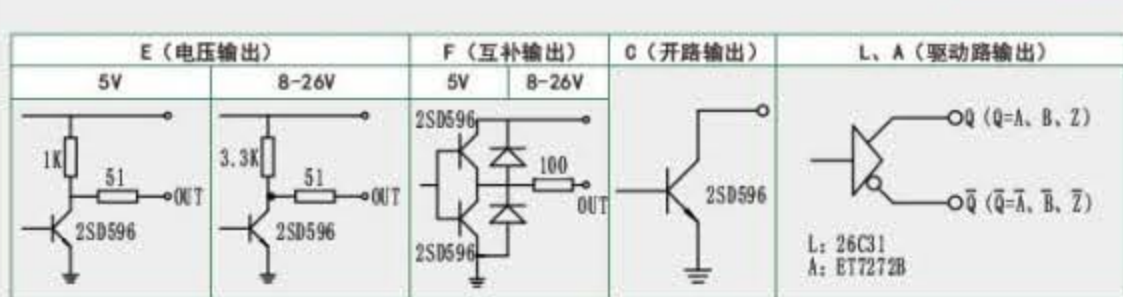 E（电压输出）
F（互补输出）
C（开路输出）
L、A（驱动路输出）
5V
8-26V
5V
8-26V
1K
51
OUT
2SD596
3.3K
51
OUT
2SD596
2SD596
100
OUT
2SD596
2SD596
Q (Q=A、B、Z)
Q̅ (Q̅=A̅、B̅、Z̅)
L: 26C31
A: ET7272B